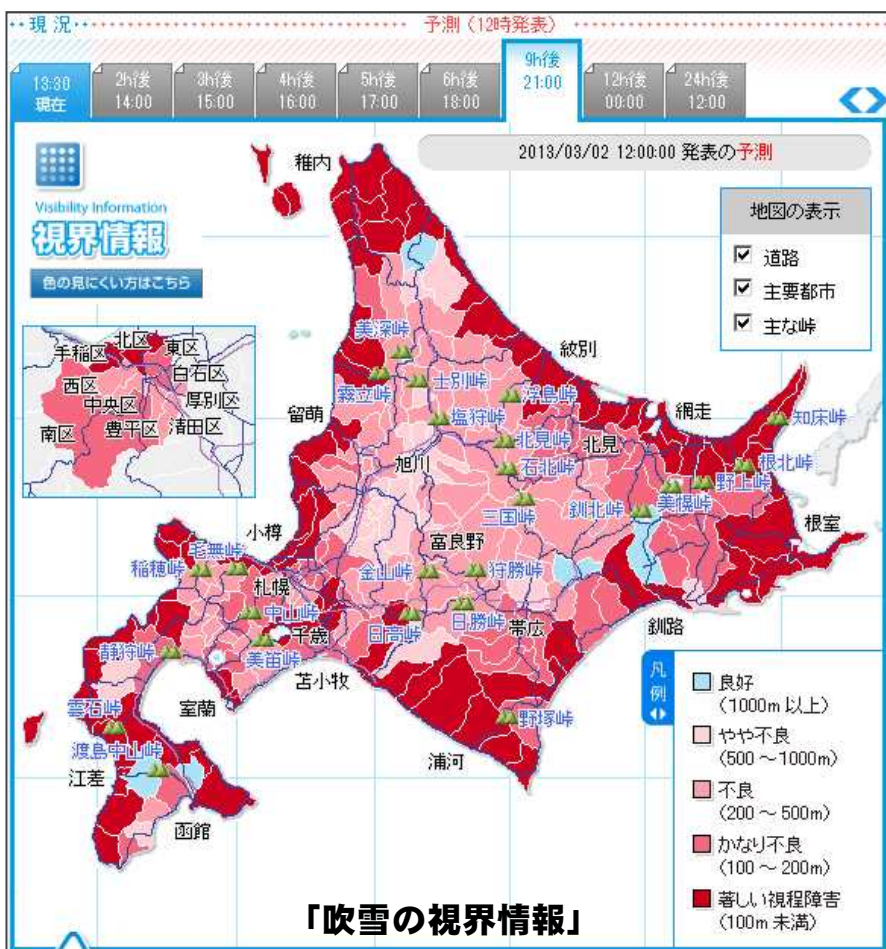 現況
予測(12時発表)
13:30
現在
2h後
14:00
3h後
15:00
4h後
16:00
5h後
17:00
6h後
18:00
9h後
21:00
12h後
00:00
24h後
12:00
2013/03/02 12:00:00 発表の予測
Visibility Information
視界情報
色の見にくい方はこちら
地図の表示
道路
主要都市
主な峠
手稲区
北区
東区
西区
白石区
中央区
厚別区
南区
豊平区
清田区
稚内
美深峠
紋別
霧立峠
士別峠
浮島峠
留萌
塩狩峠
網走
知床峠
北見峠
北見
旭川
石北峠
根北峠
野上峠
美幌峠
三国峠
釧北峠
根室
小樽
毛無峠
富良野
稲穂峠
金山峠
狩勝峠
札幌
中山峠
日勝峠
帯広
釧路
千歳
日高峠
静狩峠
美笛峠
苫小牧
室蘭
雲石峠
野塚峠
渡島中山峠
浦河
江差
函館
凡例
良好
(1000m 以上)
やや不良
(500 ~ 1000m)
不良
(200 ~ 500m)
かなり不良
(100 ~ 200m)
著しい視程障害
(100m 未満)
「吹雪の視界情報」